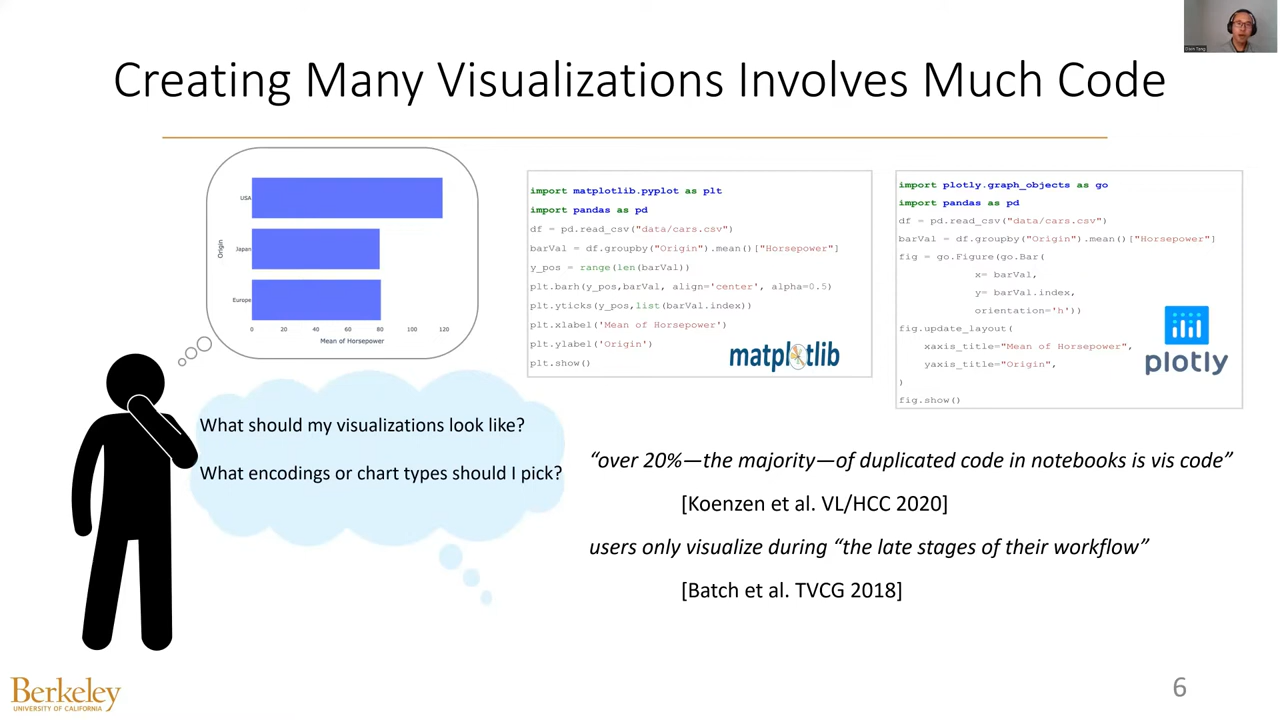 Creating Many Visualizations Involves Much Code
USA
Japan
Europe
Origin
0 20 40 60 80 100 120
Mean of Horsepower
import matplotlib.pyplot as plt
import pandas as pd
df = pd.read_csv("data/cars.csv")
barVal = df.groupby("Origin").mean()["Horsepower"]
y_pos = range(len(barVal))
plt.barh(y_pos,barVal, align='center', alpha=0.5)
plt.yticks(y_pos,list(barVal.index))
plt.xlabel('Mean of Horsepower')
plt.ylabel('Origin')
plt.show()
matplotlib
import plotly.graph_objects as go
import pandas as pd
df = pd.read_csv("data/cars.csv")
barVal = df.groupby("Origin").mean()["Horsepower"]
fig = go.Figure(go.Bar(
x= barVal,
y= barVal.index,
orientation='h'))
fig.update_layout(
xaxis_title="Mean of Horsepower",
yaxis_title="Origin",
)
fig.show()
plotly
What should my visualizations look like?
What encodings or chart types should I pick?
“over 20%—the majority—of duplicated code in notebooks is vis code”
[Koenzen et al. VL/HCC 2020]
users only visualize during “the late stages of their workflow”
[Batch et al. TVCG 2018]
Berkeley
UNIVERSITY OF CALIFORNIA
6